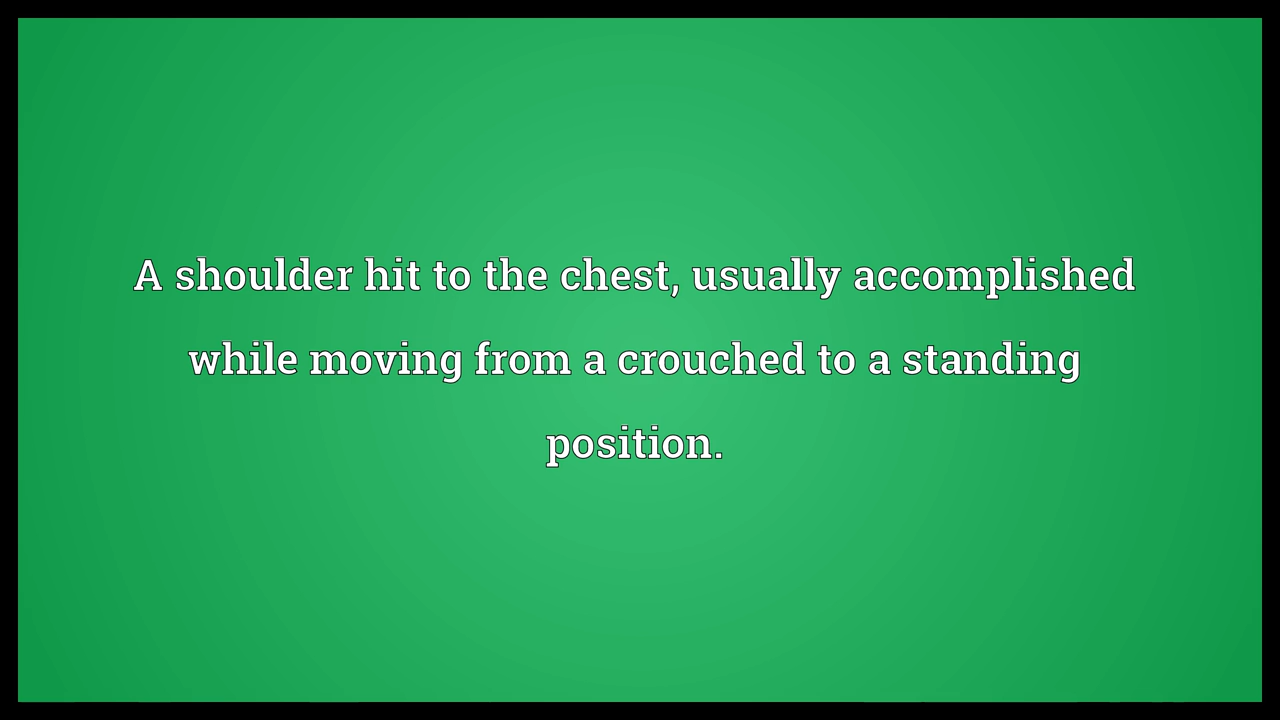 A shoulder hit to the chest, usually accomplished
while moving from a crouched to a standing
position.